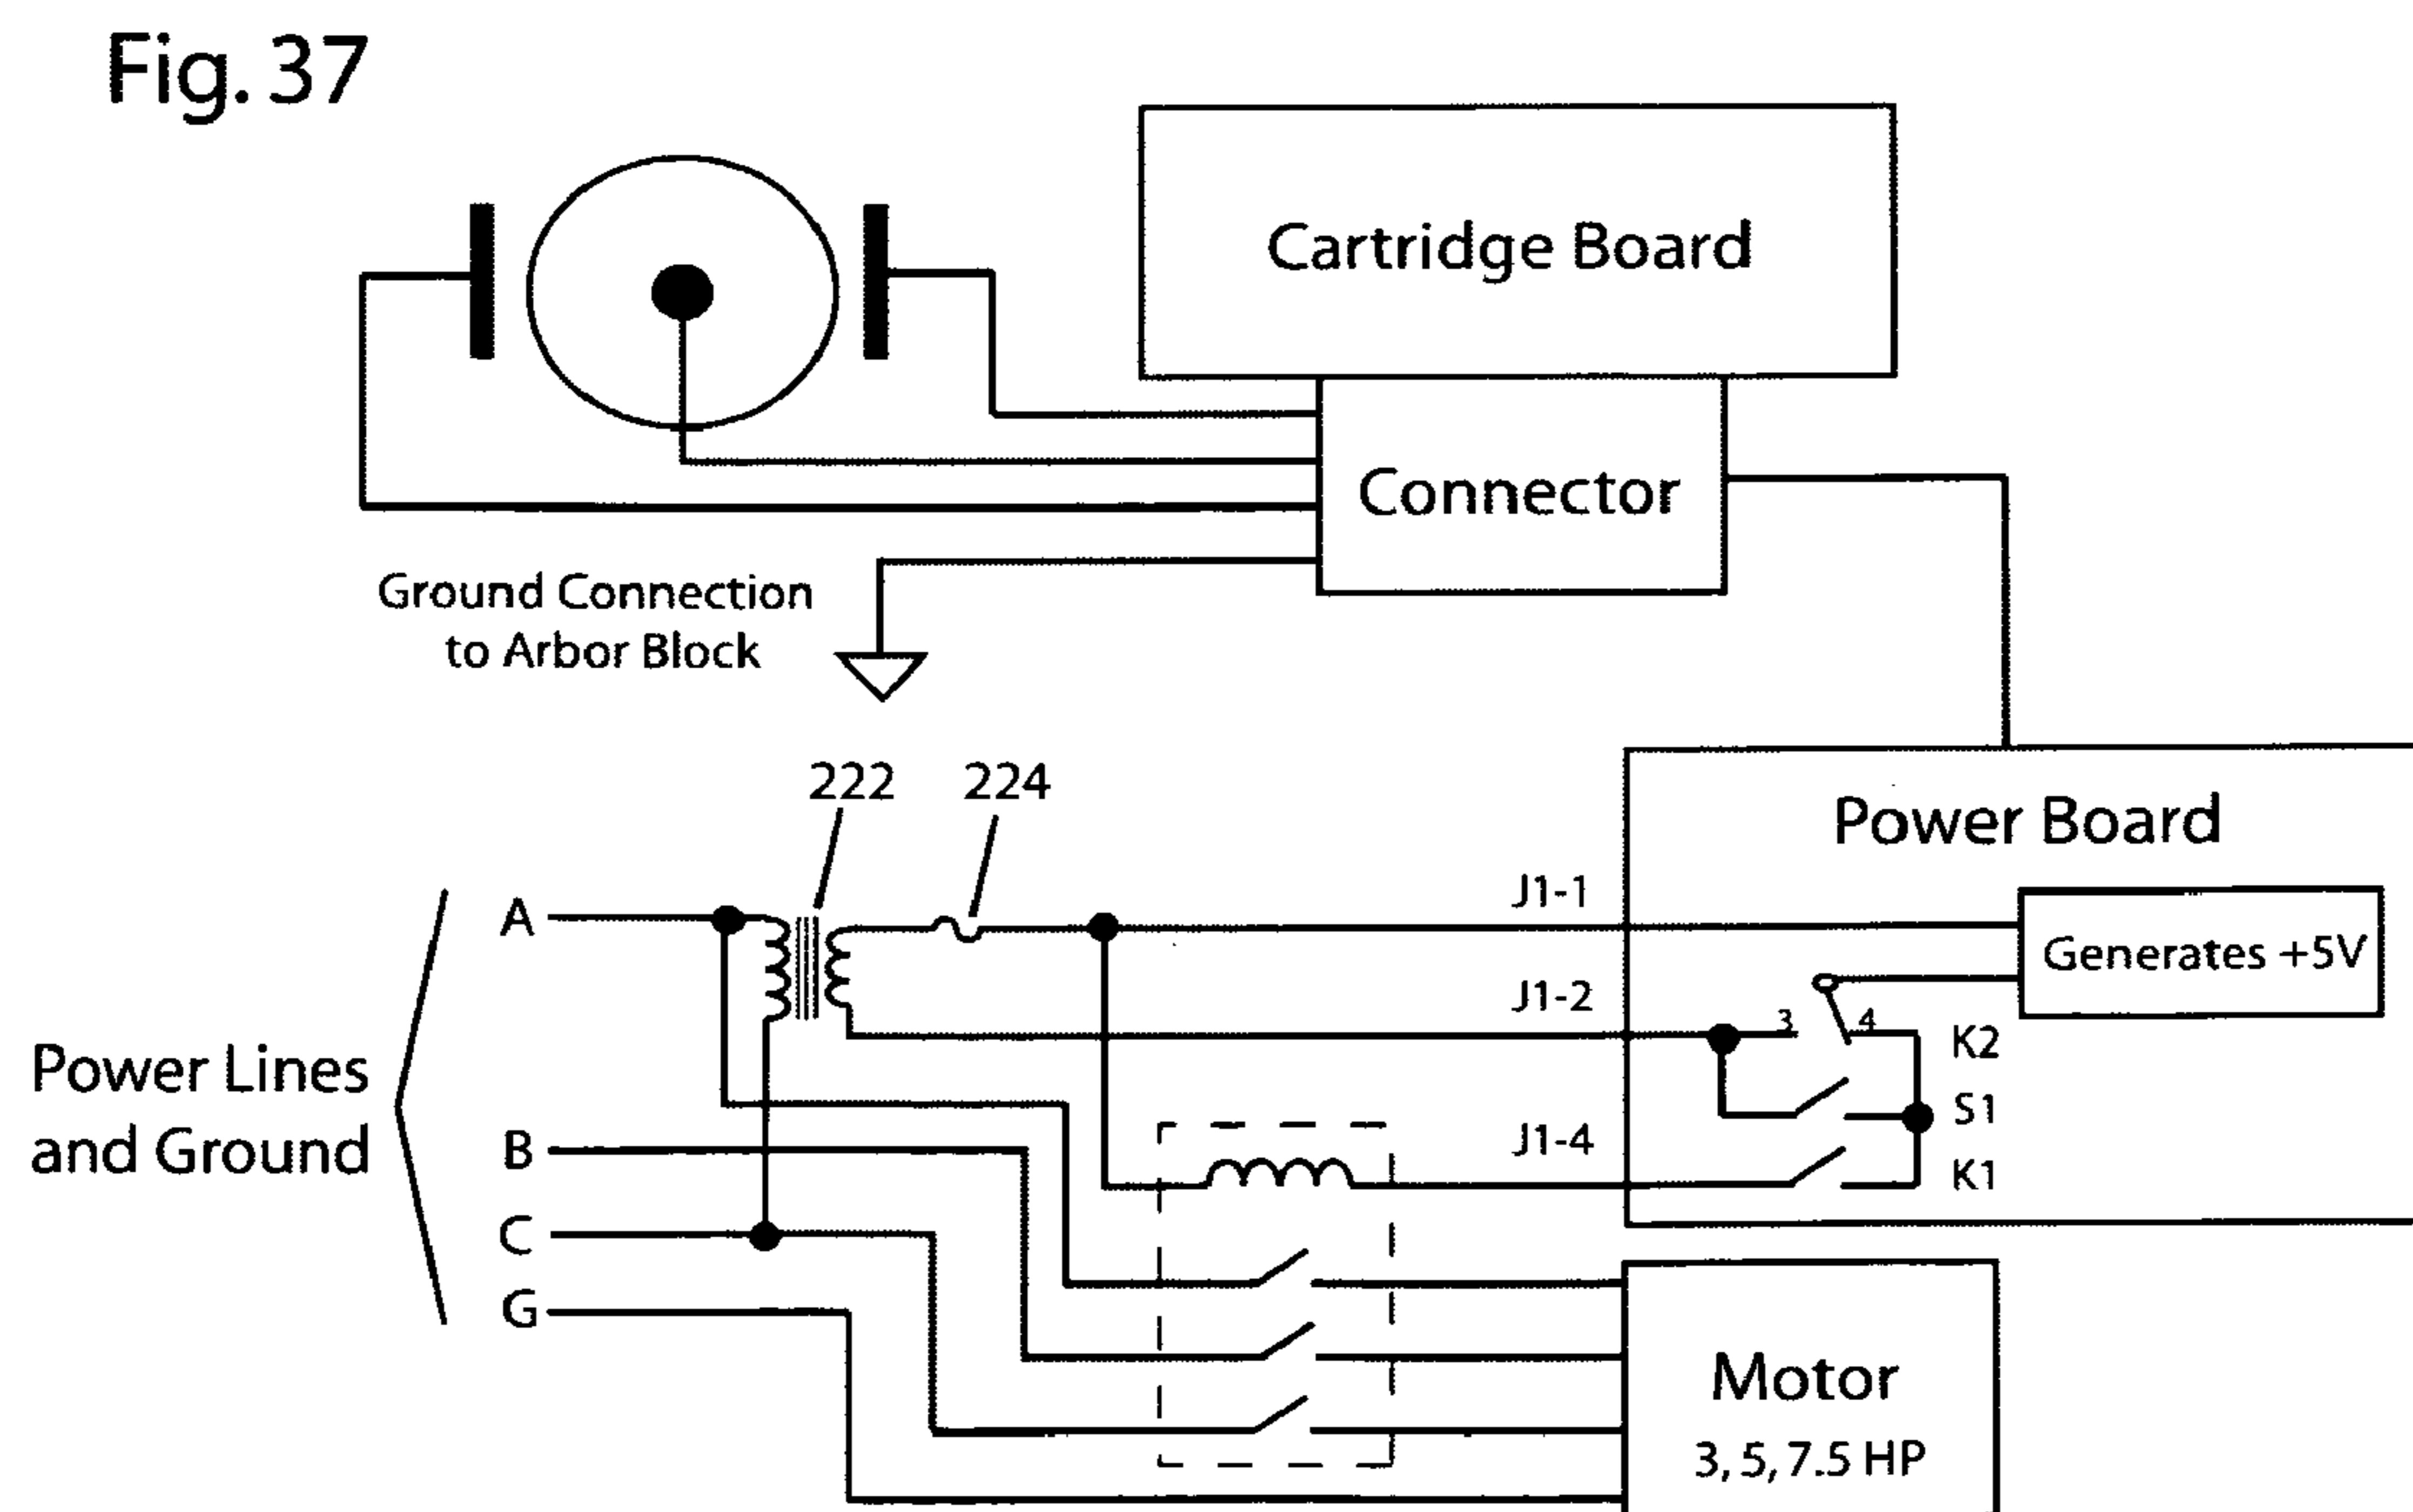 Fig. 37
Cartridge Board
Connector
Ground Connection
to Arbor Block
222
224
Power Board
J1-1
A
Generates +5V
J1-2
3
4
K2
Power Lines
and Ground
S1
B
J1-4
K1
C
G
Motor
3, 5, 7.5 HP